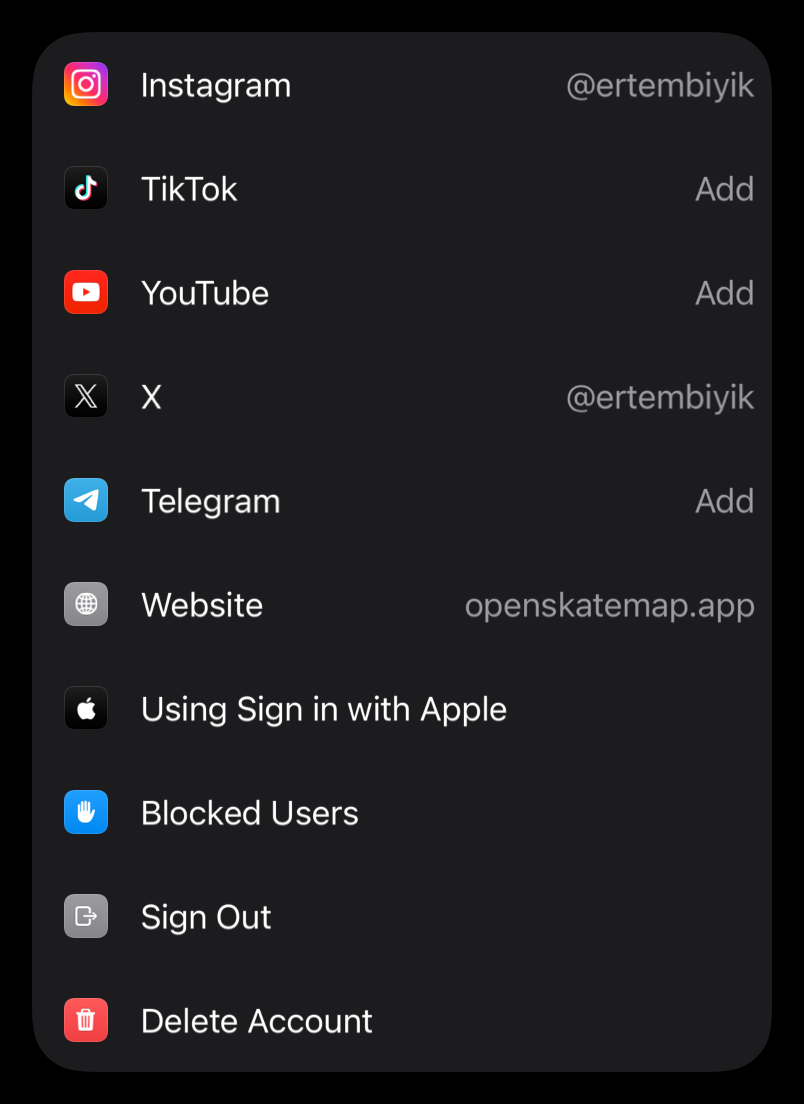 Instagram @ertembiyik
TikTok Add
YouTube Add
X @ertembiyik
Telegram Add
Website openskatemap.app
Using Sign in with Apple
Blocked Users
Sign Out
Delete Account